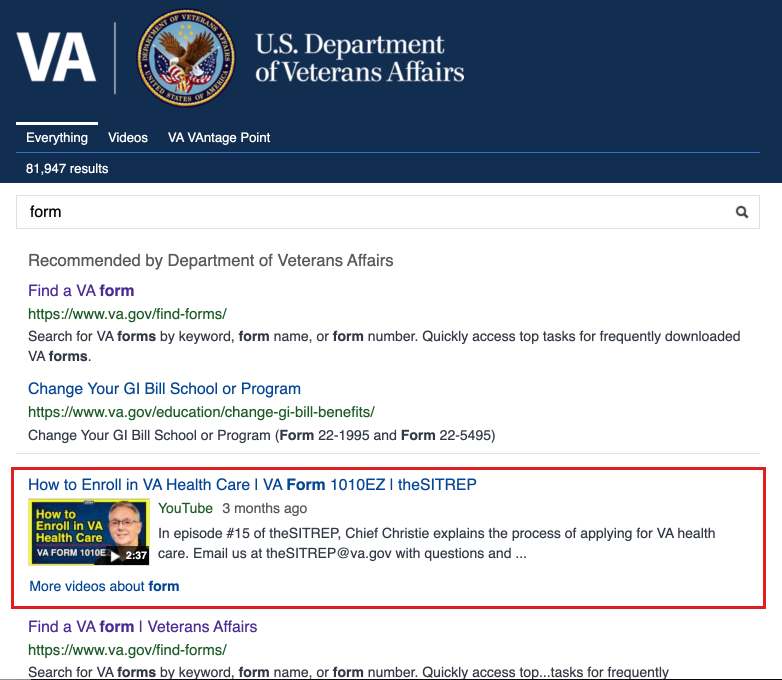 VA
DEPARTMENT OF VETERANS AFFAIRS
UNITED STATES OF AMERICA
U.S. Department
of Veterans Affairs
Everything Videos VA VAntage Point
81,947 results
form
Recommended by Department of Veterans Affairs
Find a VA form
https://www.va.gov/find-forms/
Search for VA forms by keyword, form name, or form number. Quickly access top tasks for frequently downloaded
VA forms.
Change Your GI Bill School or Program
https://www.va.gov/education/change-gi-bill-benefits/
Change Your GI Bill School or Program (Form 22-1995 and Form 22-5495)
How to Enroll in VA Health Care | VA Form 1010EZ | theSITREP
How to
Enroll in VA
Health Care
VA FORM 1010E
2:37
YouTube 3 months ago
In episode #15 of theSITREP, Chief Christie explains the process of applying for VA health
care. Email us at theSITREP@va.gov with questions and ...
More videos about form
Find a VA form | Veterans Affairs
https://www.va.gov/find-forms/
Search for VA forms by keyword, form name, or form number. Quickly access top...tasks for frequently